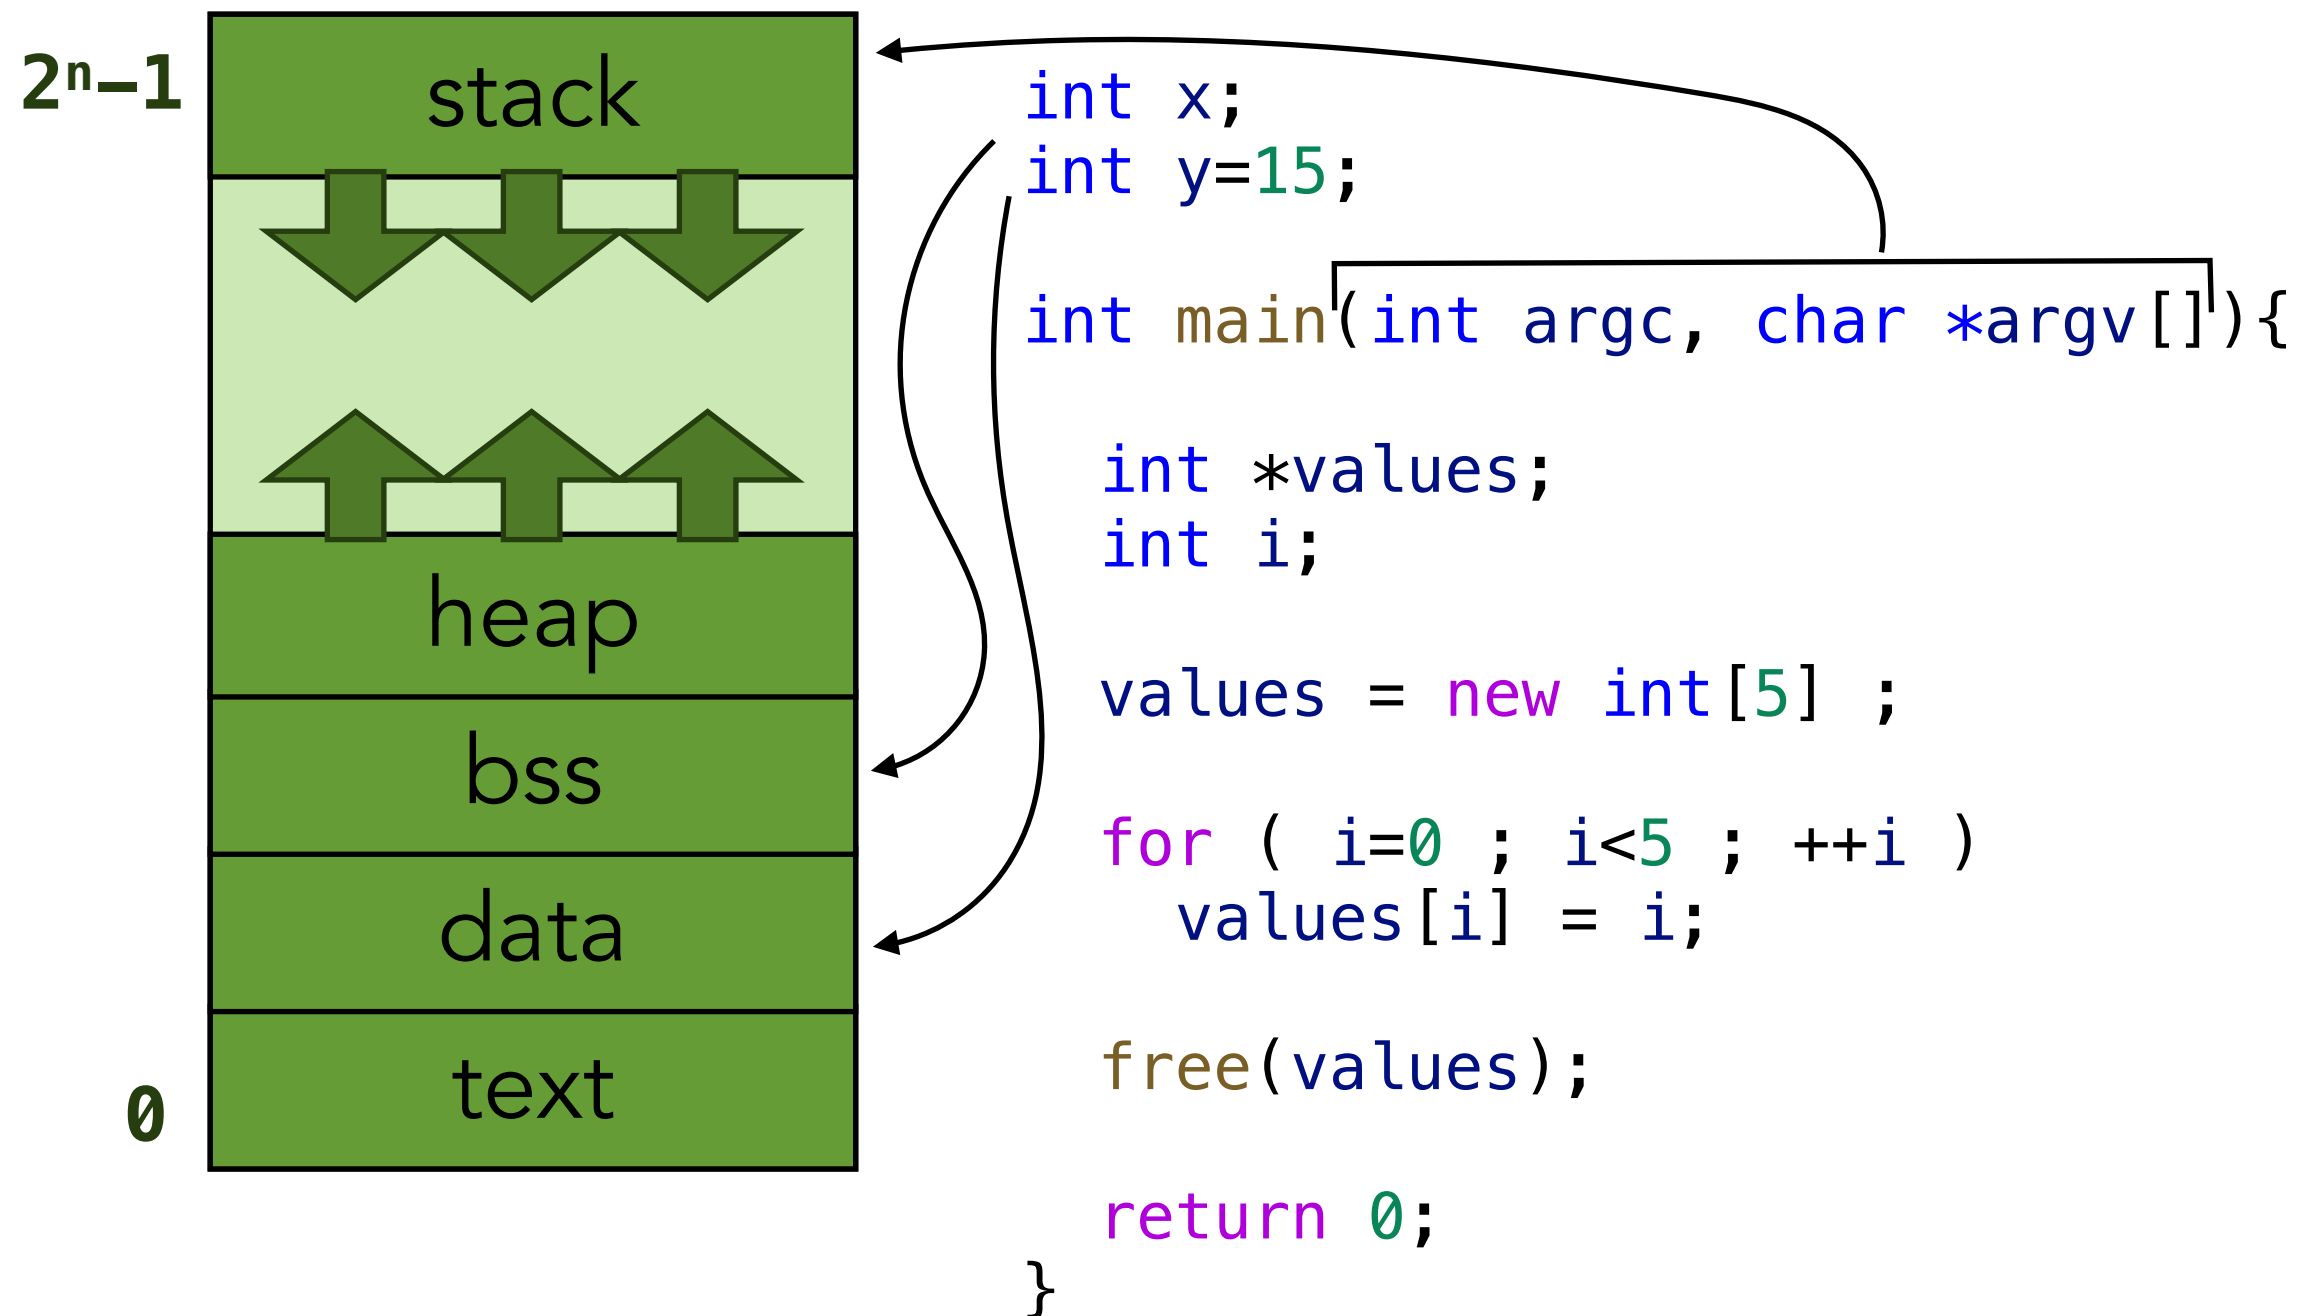 2ⁿ–1
stack
heap
bss
data
text
0
int x;
int y=15;
int main(int argc, char *argv[]){
int *values;
int i;
values = new int[5] ;
for ( i=0 ; i<5 ; ++i )
values[i] = i;
free(values);
return 0;
}